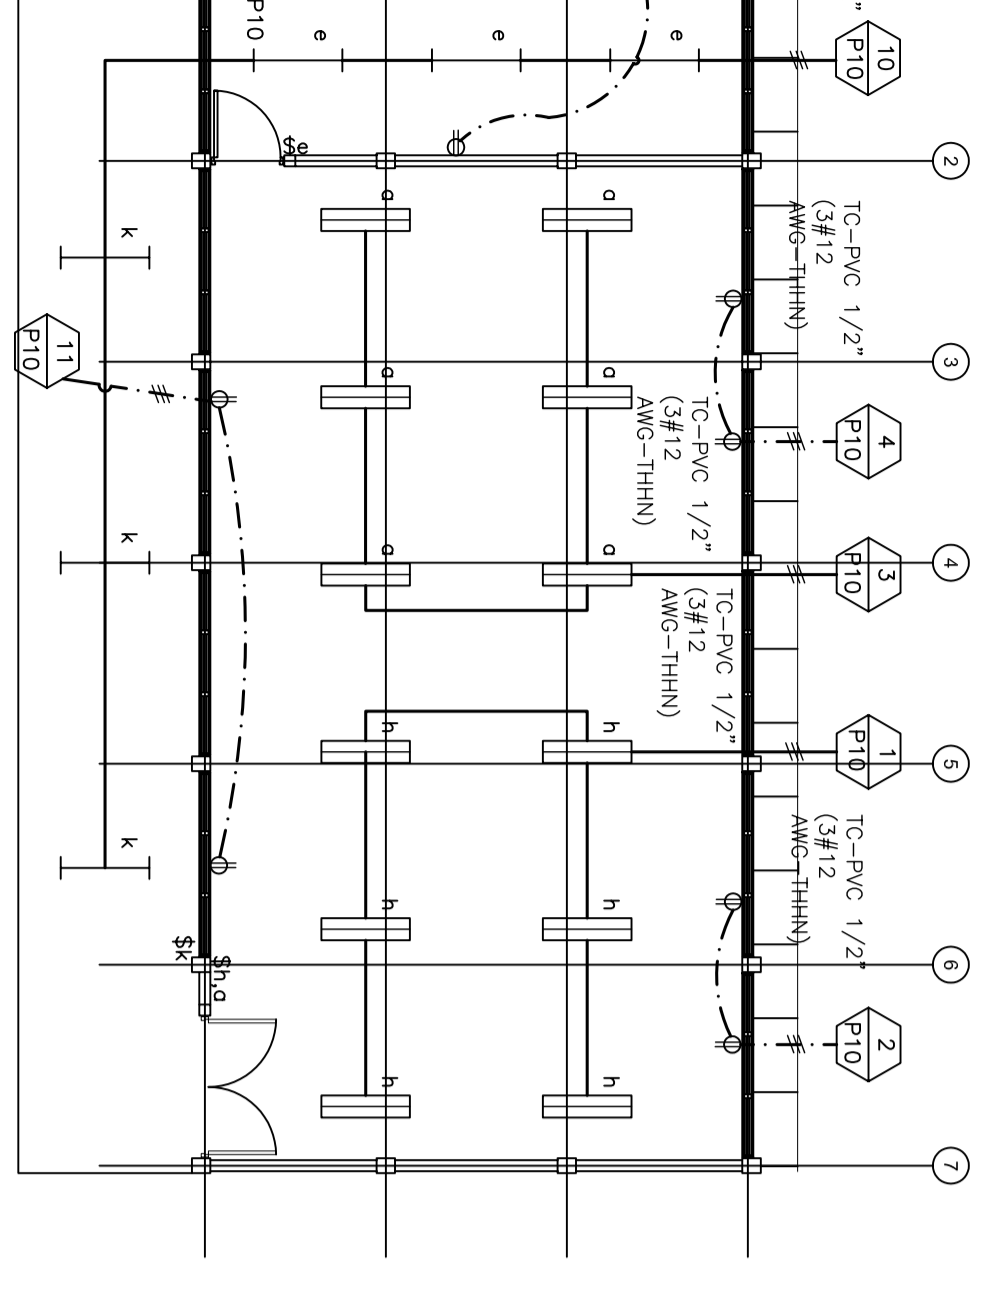 ”
10
P10
P10
e
e
e
2
$e
a
a
TC-PVC 1/2”
(3#12
AWG-THHN)
k
11
P10
3
a
a
TC-PVC 1/2”
(3#12
AWG-THHN)
4
P10
k
a
a
3
P10
4
TC-PVC 1/2”
(3#12
AWG-THHN)
h
h
1
P10
5
k
TC-PVC 1/2”
(3#12
AWG-THHN)
h
h
$k
$h,a
6
2
P10
h
h
7